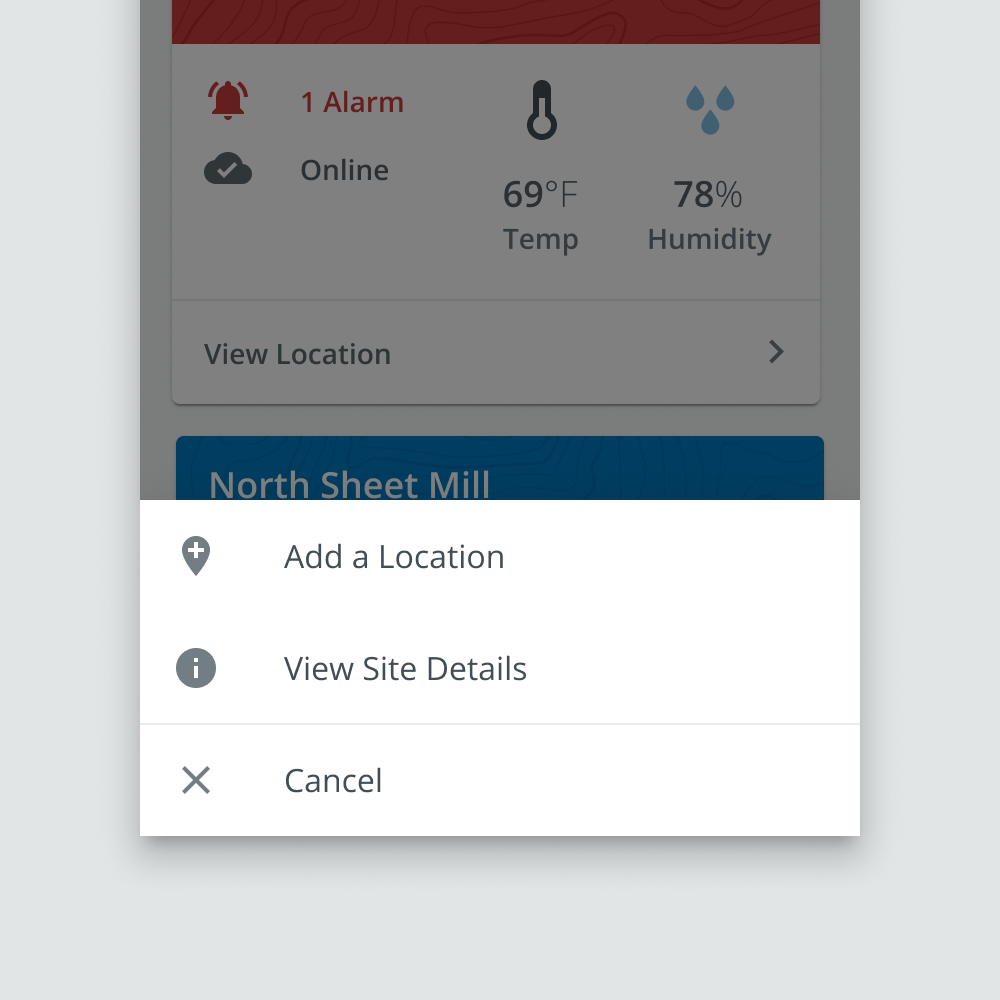 1 Alarm
Online
69°F
Temp
78%
Humidity
View Location
North Sheet Mill
Add a Location
View Site Details
Cancel